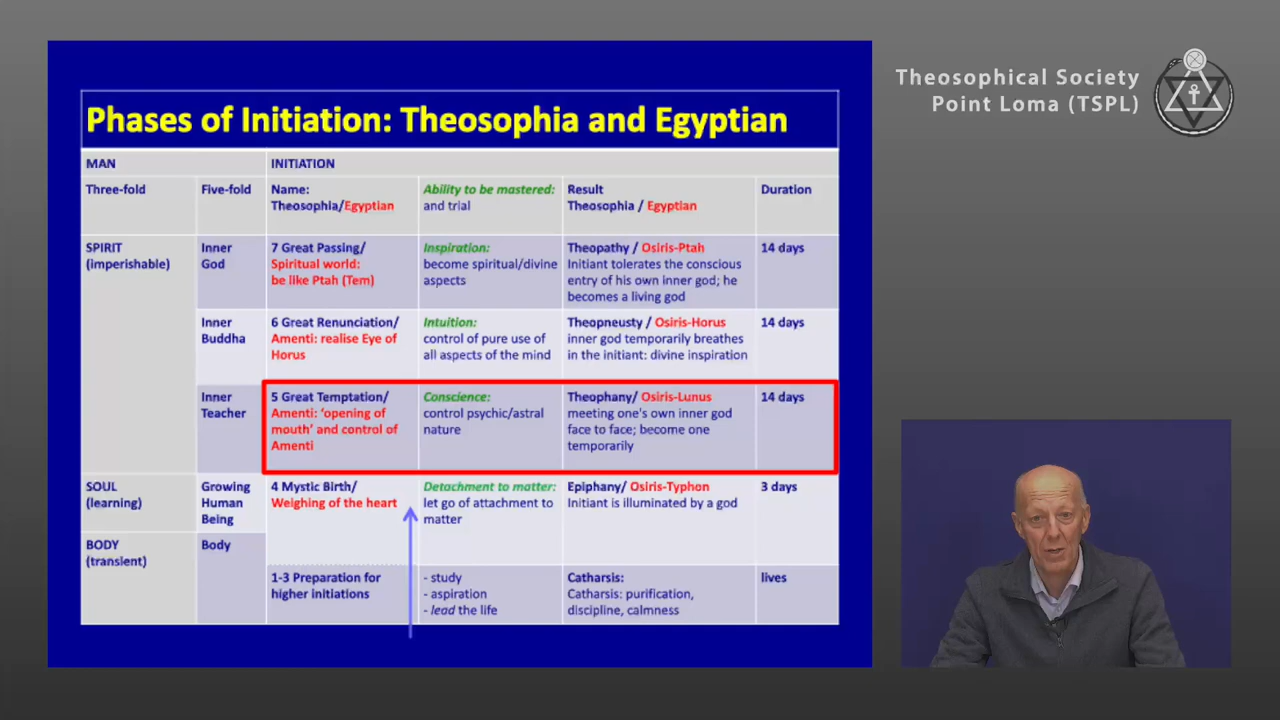 Theosophical Society
Point Loma (TSPL)
Phases of Initiation: Theosophia and Egyptian
MAN
INITIATION
Three-fold
Five-fold
Name:
Theosophia/Egyptian
Ability to be mastered:
and trial
Result
Theosophia / Egyptian
Duration
SPIRIT
(imperishable)
Inner
God
7 Great Passing/
Spiritual world:
be like Ptah (Tem)
Inspiration:
become spiritual/divine
aspects
Theopathy / Osiris-Ptah
Initiant tolerates the conscious
entry of his own inner god; he
becomes a living god
14 days
Inner
Buddha
6 Great Renunciation/
Amenti: realise Eye of
Horus
Intuition:
control of pure use of
all aspects of the mind
Theopneusty / Osiris-Horus
inner god temporarily breathes
in the initiant: divine inspiration
14 days
Inner
Teacher
5 Great Temptation/
Amenti: ‘opening of
mouth’ and control of
Amenti
Conscience:
control psychic/astral
nature
Theophany/ Osiris-Lunus
meeting one's own inner god
face to face; become one
temporarily
14 days
SOUL
(learning)
Growing
Human
Being
4 Mystic Birth/
Weighing of the heart
Detachment to matter:
let go of attachment to
matter
Epiphany/ Osiris-Typhon
Initiant is illuminated by a god
3 days
BODY
(transient)
Body
1-3 Preparation for
higher initiations
- study
- aspiration
- lead the life
Catharsis:
Catharsis: purification,
discipline, calmness
lives